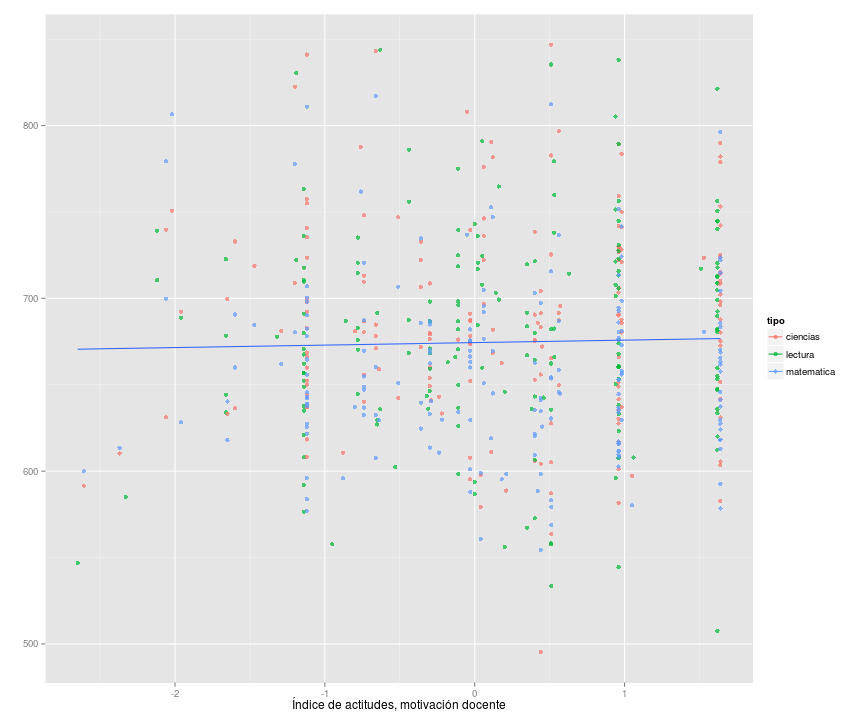 800
700
600
500
-2
-1
0
1
Índice de actitudes, motivación docente
tipo
ciencias
lectura
matematica